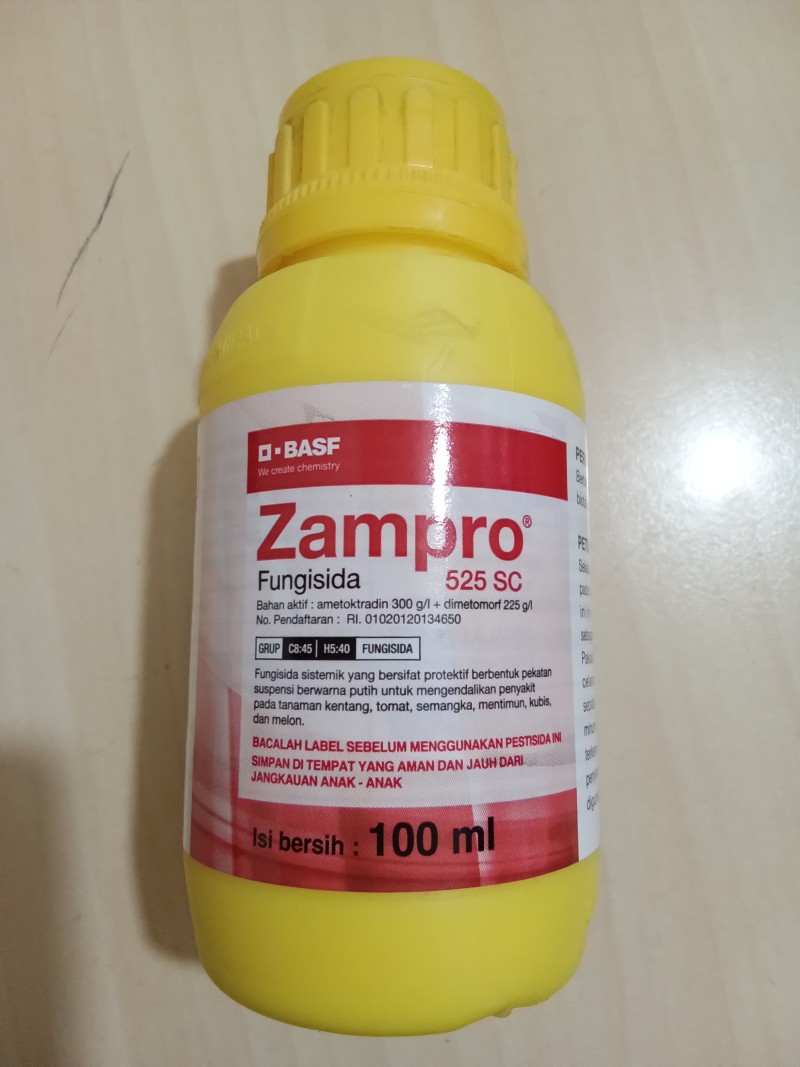 BASF
We create chemistry
Zampro®
Fungisida 525 SC
Bahan aktif : ametoktradin 300 g/l + dimetomorf 225 g/l
No. Pendaftaran : RI. 01020120134650
GRUP C8:45 H5:40 FUNGISIDA
Fungisida sistemik yang bersifat protektif berbentuk pekatan
suspensi berwarna putih untuk mengendalikan penyakit
pada tanaman kentang, tomat, semangka, mentimun, kubis,
dan melon.
BACALAH LABEL SEBELUM MENGGUNAKAN PESTISIDA INI
SIMPAN DI TEMPAT YANG AMAN DAN JAUH DARI
JANGKAUAN ANAK - ANAK
Isi bersih : 100 ml